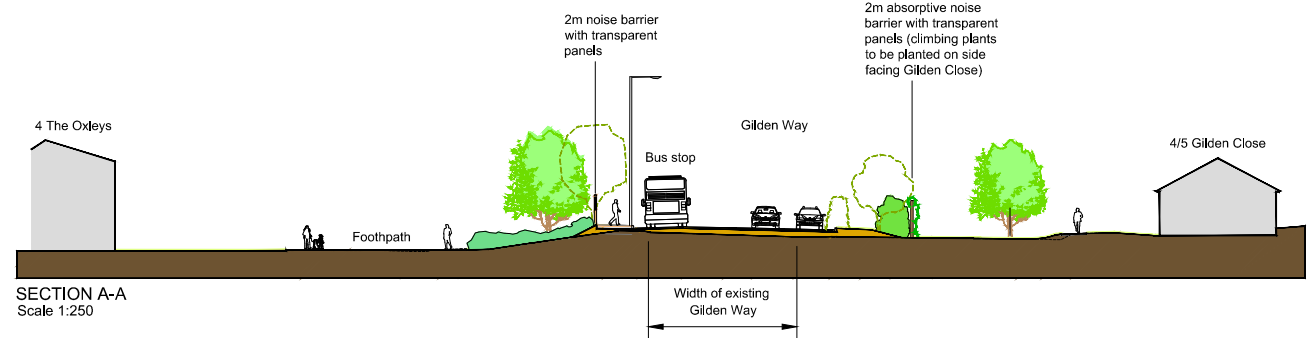 2m noise barrier
with transparent
panels
2m absorptive noise
barrier with transparent
panels (climbing plants
to be planted on side
facing Gilden Close)
4 The Oxleys
Gilden Way
4/5 Gilden Close
Bus stop
Foothpath
SECTION A-A
Scale 1:250
Width of existing
Gilden Way